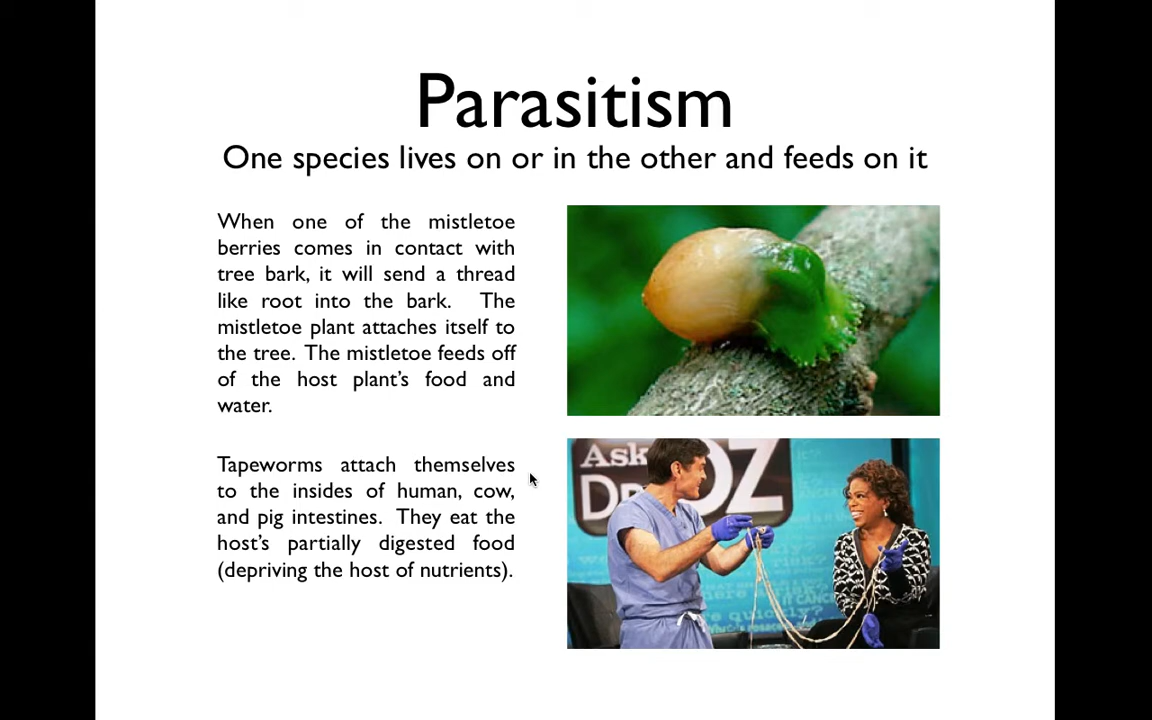 Parasitism
One species lives on or in the other and feeds on it
When one of the mistletoe
berries comes in contact with
tree bark, it will send a thread
like root into the bark. The
mistletoe plant attaches itself to
the tree. The mistletoe feeds off
of the host plant's food and
water.
Tapeworms attach themselves
to the insides of human, cow,
and pig intestines. They eat the
host's partially digested food
(depriving the host of nutrients).
Ask
DR OZ
risk?
CANCER
quickly?